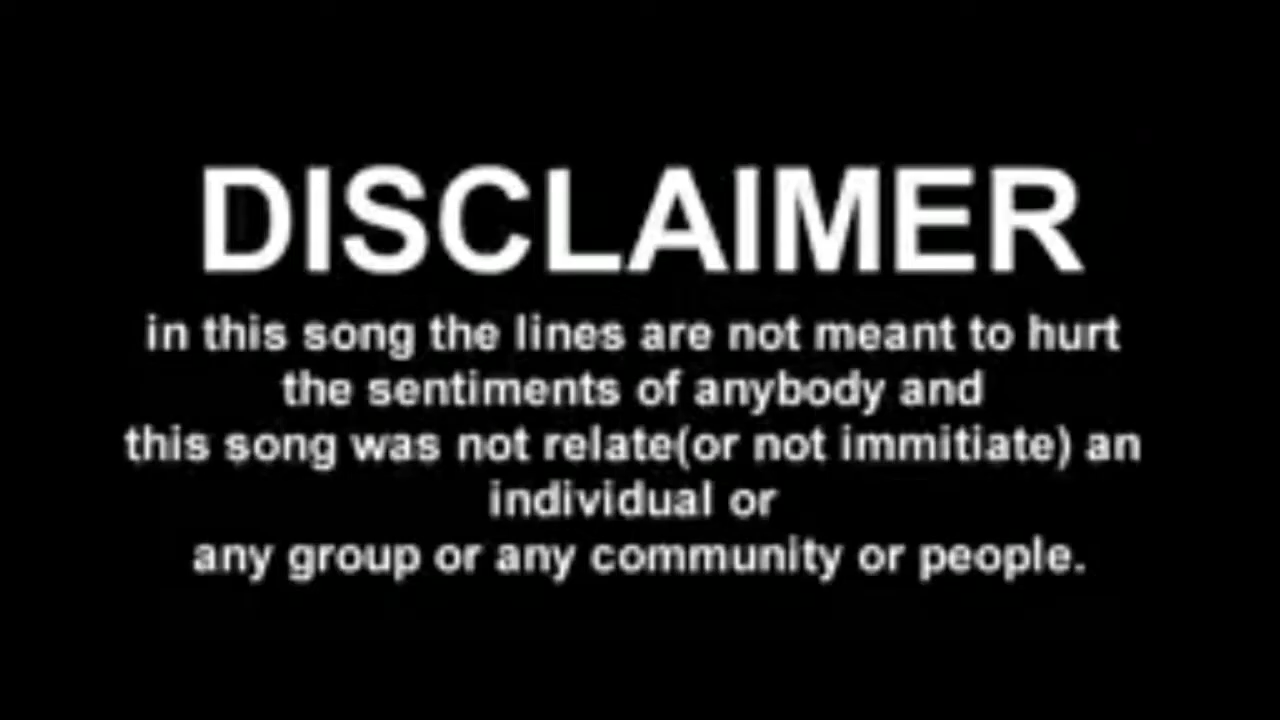 DISCLAIMER
in this song the lines are not meant to hurt
the sentiments of anybody and
this song was not relate(or not immitiate) an
individual or
any group or any community or people.